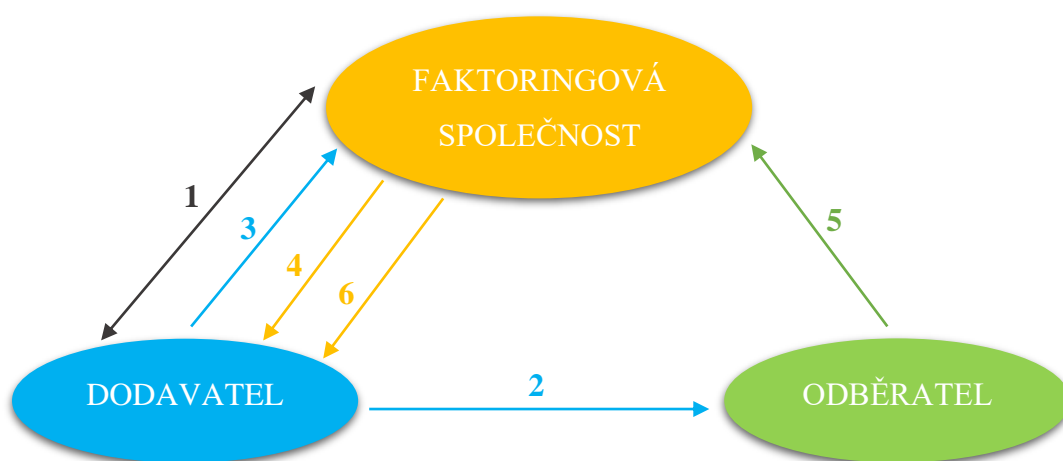 FAKTORINGOVÁ
SPOLEČNOST
1
3
4
6
5
DODAVATEL
2
ODBĚRATEL